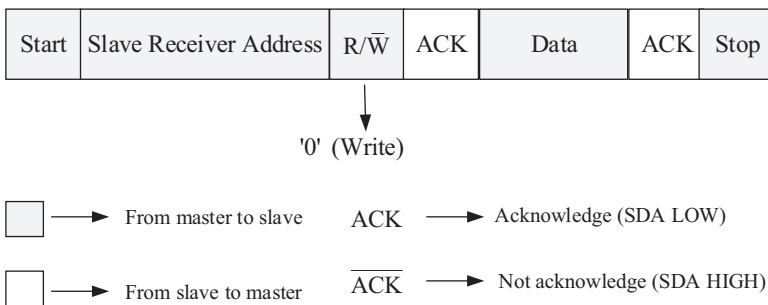 Start Slave Receiver Address R/W̅ ACK Data ACK Stop
'0' (Write)
From master to slave ACK Acknowledge (SDA LOW)
From slave to master A̅C̅K̅ Not acknowledge (SDA HIGH)